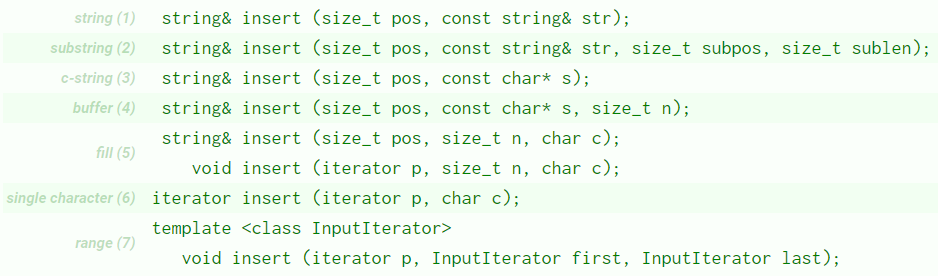 string (1) string& insert (size_t pos, const string& str);
substring (2) string& insert (size_t pos, const string& str, size_t subpos, size_t sublen);
c-string (3) string& insert (size_t pos, const char* s);
buffer (4) string& insert (size_t pos, const char* s, size_t n);
string& insert (size_t pos, size_t n, char c);
fill (5)
void insert (iterator p, size_t n, char c);
single character (6) iterator insert (iterator p, char c);
template <class InputIterator>
range (7)
void insert (iterator p, InputIterator first, InputIterator last);